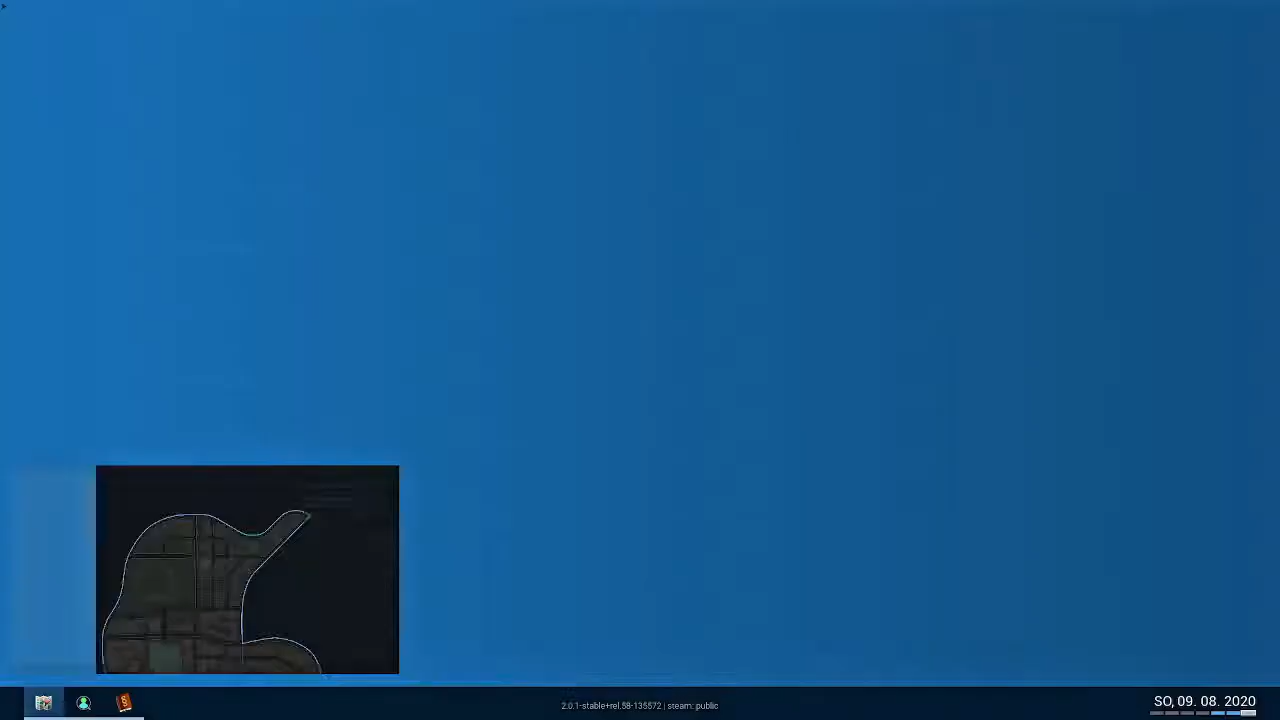 2.0.1-stable+rel.58-135572 | steam: public
SO, 09. 08. 2020